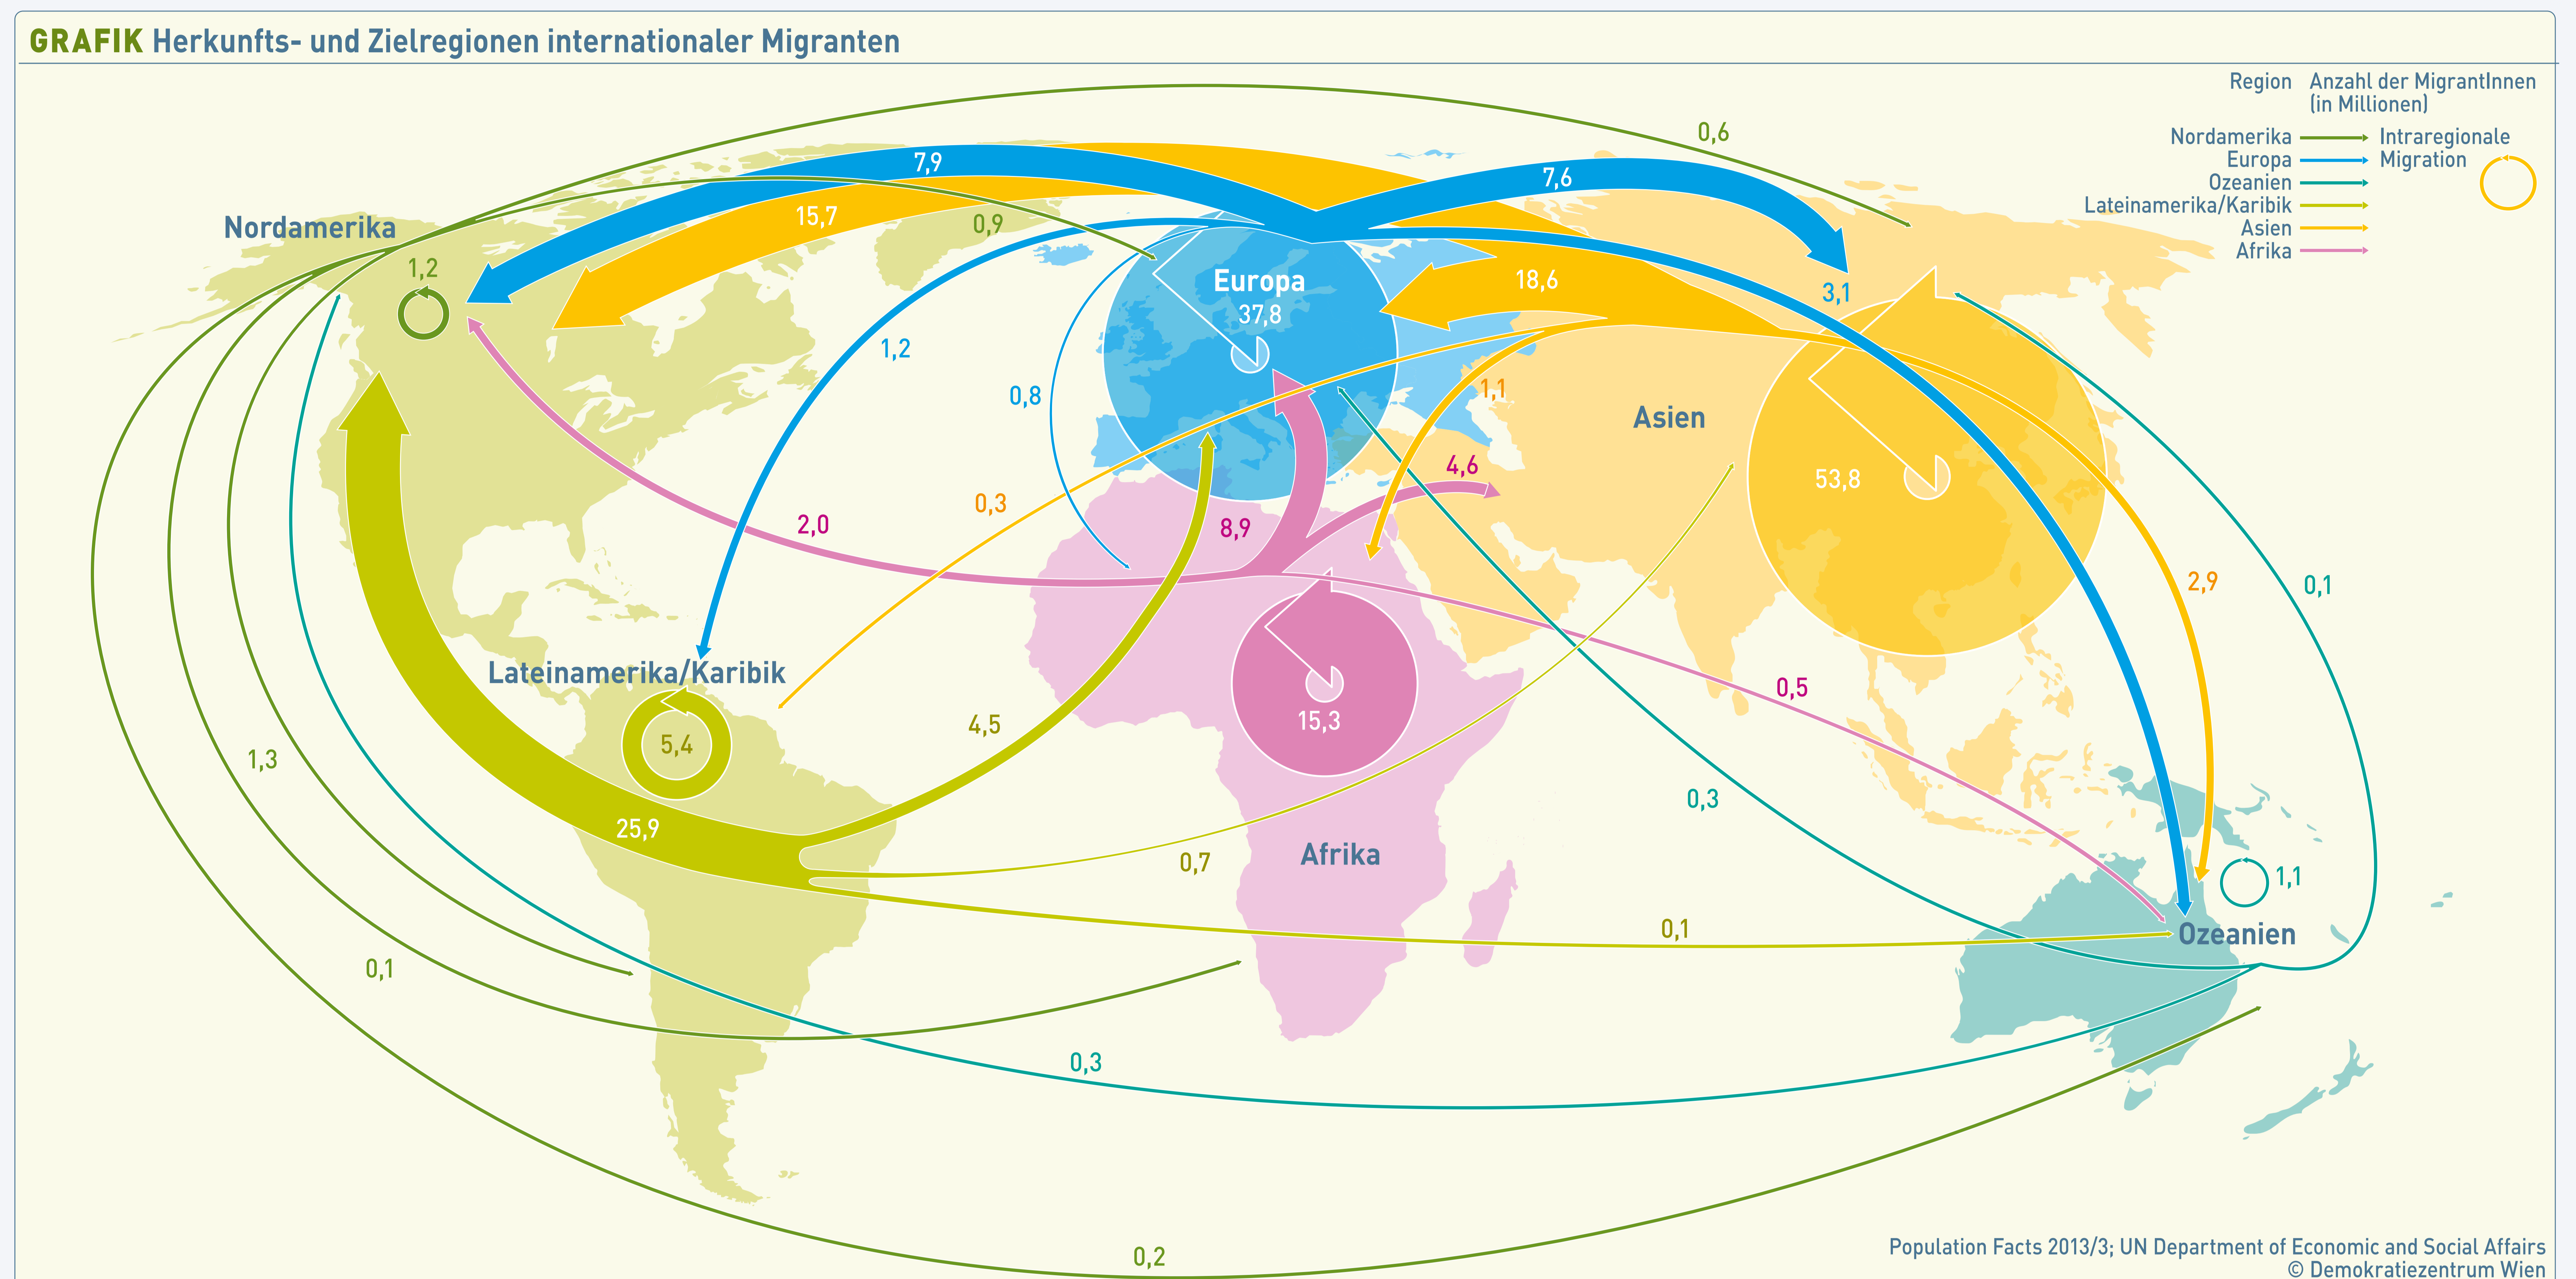 GRAFIK Herkunfts- und Zielregionen internationaler Migranten
Region Anzahl der MigrantInnen
(in Millionen)
Nordamerika Intraregionale
Europa Migration
Ozeanien
Lateinamerika/Karibik
Asien
Afrika
0,6
7,9
7,6
15,7
0,9
Nordamerika
1,2
Europa
37,8
18,6
3,1
1,2
0,8
1,1
Asien
4,6
53,8
0,3
2,0
8,9
2,9
0,1
Lateinamerika/Karibik
0,5
4,5
15,3
5,4
1,3
0,3
25,9
Afrika
0,7
1,1
0,1
Ozeanien
0,1
0,3
0,2
Population Facts 2013/3; UN Department of Economic and Social Affairs
© Demokratiezentrum Wien